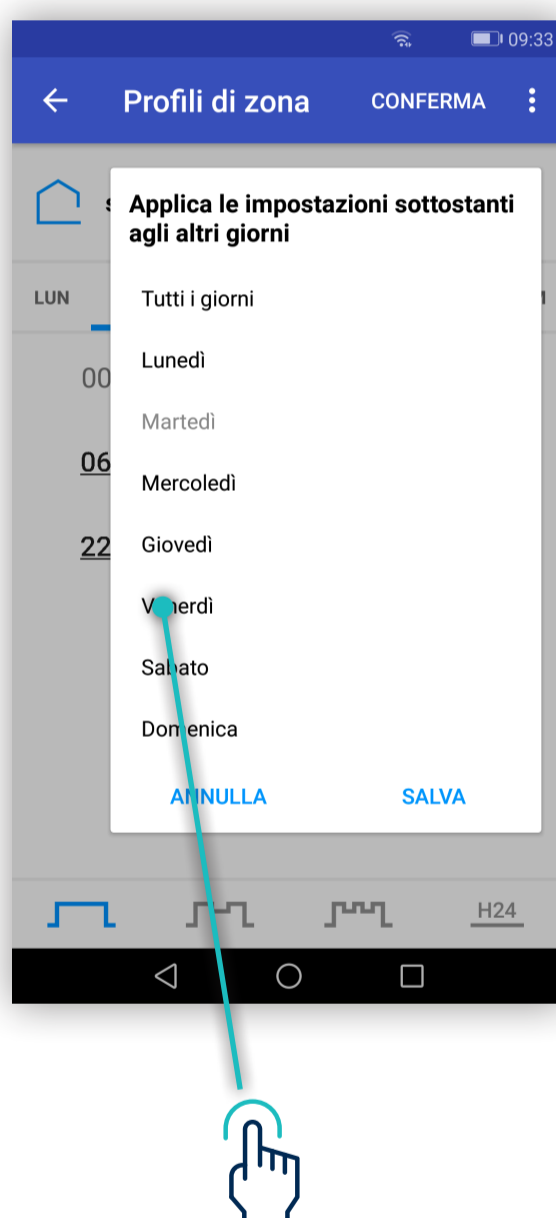 09:33
Profili di zona CONFERMA
Applica le impostazioni sottostanti
agli altri giorni
LUN
Tutti i giorni
00
Lunedì
Martedì
06
Mercoledì
22
Giovedì
Venerdì
Sabato
Domenica
ANNULLA SALVA
H24